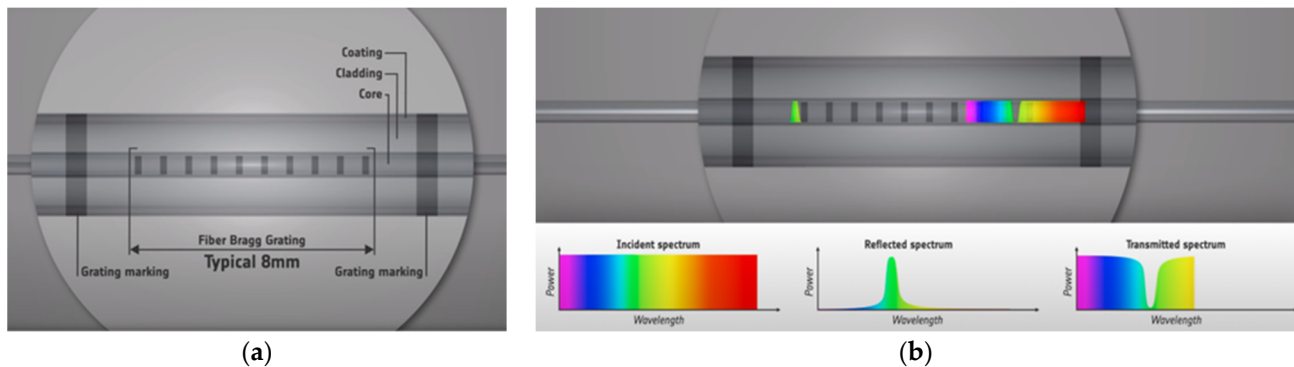 Coating
Cladding
Core
Fiber Bragg Grating
Typical 8mm
Grating marking
Grating marking
Incident spectrum
Power
Wavelength
Reflected spectrum
Power
Wavelength
Transmitted spectrum
Power
Wavelength
(a)
(b)